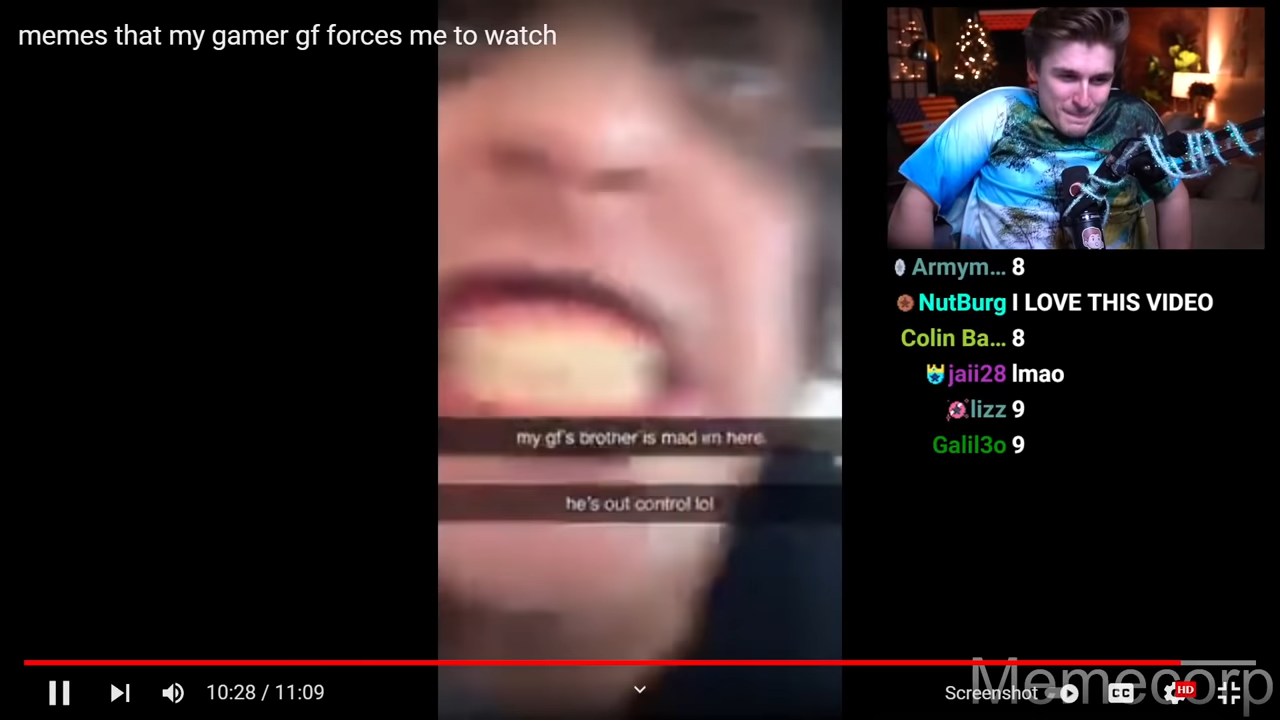 memes that my gamer gf forces me to watch
Armym... 8
NutBurg I LOVE THIS VIDEO
Colin Ba... 8
jaii28 lmao
lizz 9
Galil3o 9
my gf's brother is mad im here.
he's out control lol
10:28 / 11:09
Screenshot
CC
HD
Memecorp